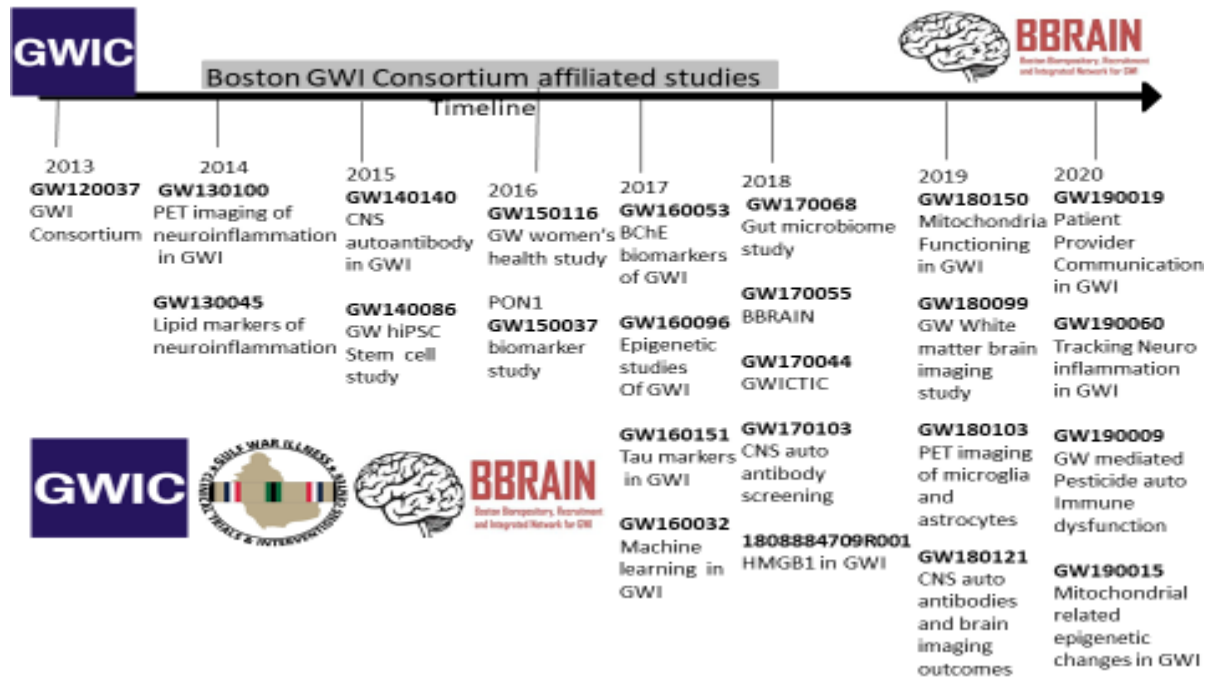 GWIC
BBRAIN
Boston Biorepository, Recruitment
and Integrated Network for GWI
Boston GWI Consortium affiliated studies
Timeline
2013
GW120037
GWI
Consortium
2014
GW130100
PET imaging of
neuroinflammation
in GWI
GW130045
Lipid markers of
neuroinflammation
2015
GW140140
CNS
autoantibody
in GWI
GW140086
GW hiPSC
Stem cell
study
2016
GW150116
GW women's
health study
PON1
GW150037
biomarker
study
2017
GW160053
BChE
biomarkers
of GWI
GW160096
Epigenetic
studies
Of GWI
GW160151
Tau markers
in GWI
GW160032
Machine
learning in
GWI
2018
GW170068
Gut microbiome
study
GW170055
BBRAIN
GW170044
GWICTIC
GW170103
CNS auto
antibody
screening
1808884709R001
HMGB1 in GWI
2019
GW180150
Mitochondria
Functioning
in GWI
GW180099
GW White
matter brain
imaging
study
GW180103
PET imaging
of microglia
and
astrocytes
GW180121
CNS auto
antibodies
and brain
imaging
outcomes
2020
GW190019
Patient
Provider
Communication
in GWI
GW190060
Tracking Neuro
inflammation
in GWI
GW190009
GW mediated
Pesticide auto
Immune
dysfunction
GW190015
Mitochondrial
related
epigenetic
changes in GWI
GWIC
GULF WAR ILLNESS
CLINICAL TRIALS & INTERVENTIONS CONSORTIUM
BBRAIN
Boston Biorepository, Recruitment
and Integrated Network for GWI